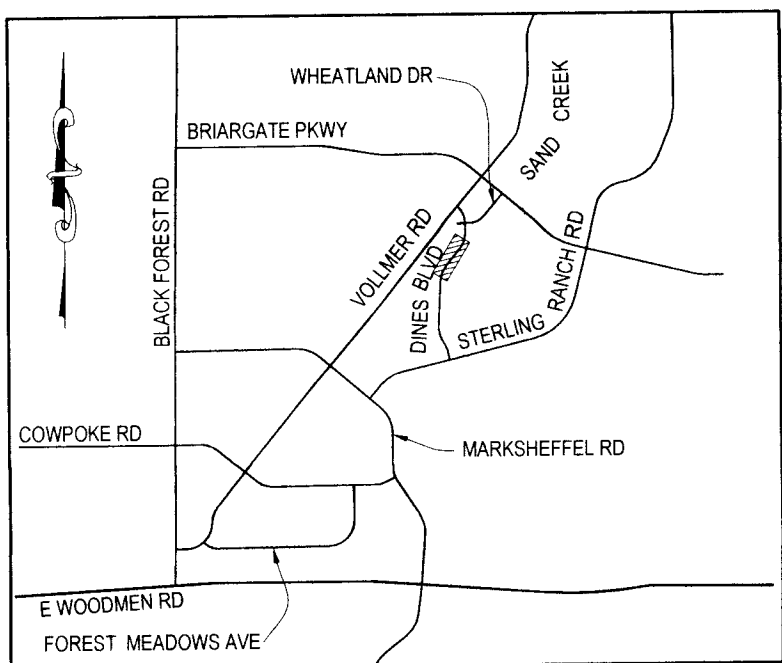 WHEATLAND DR
SAND CREEK
BRIARGATE PKWY
BLACK FOREST RD
VOLLMER RD
DINES BLVD
STERLING RANCH RD
COWPOKE RD
MARKSHEFFEL RD
E WOODMEN RD
FOREST MEADOWS AVE